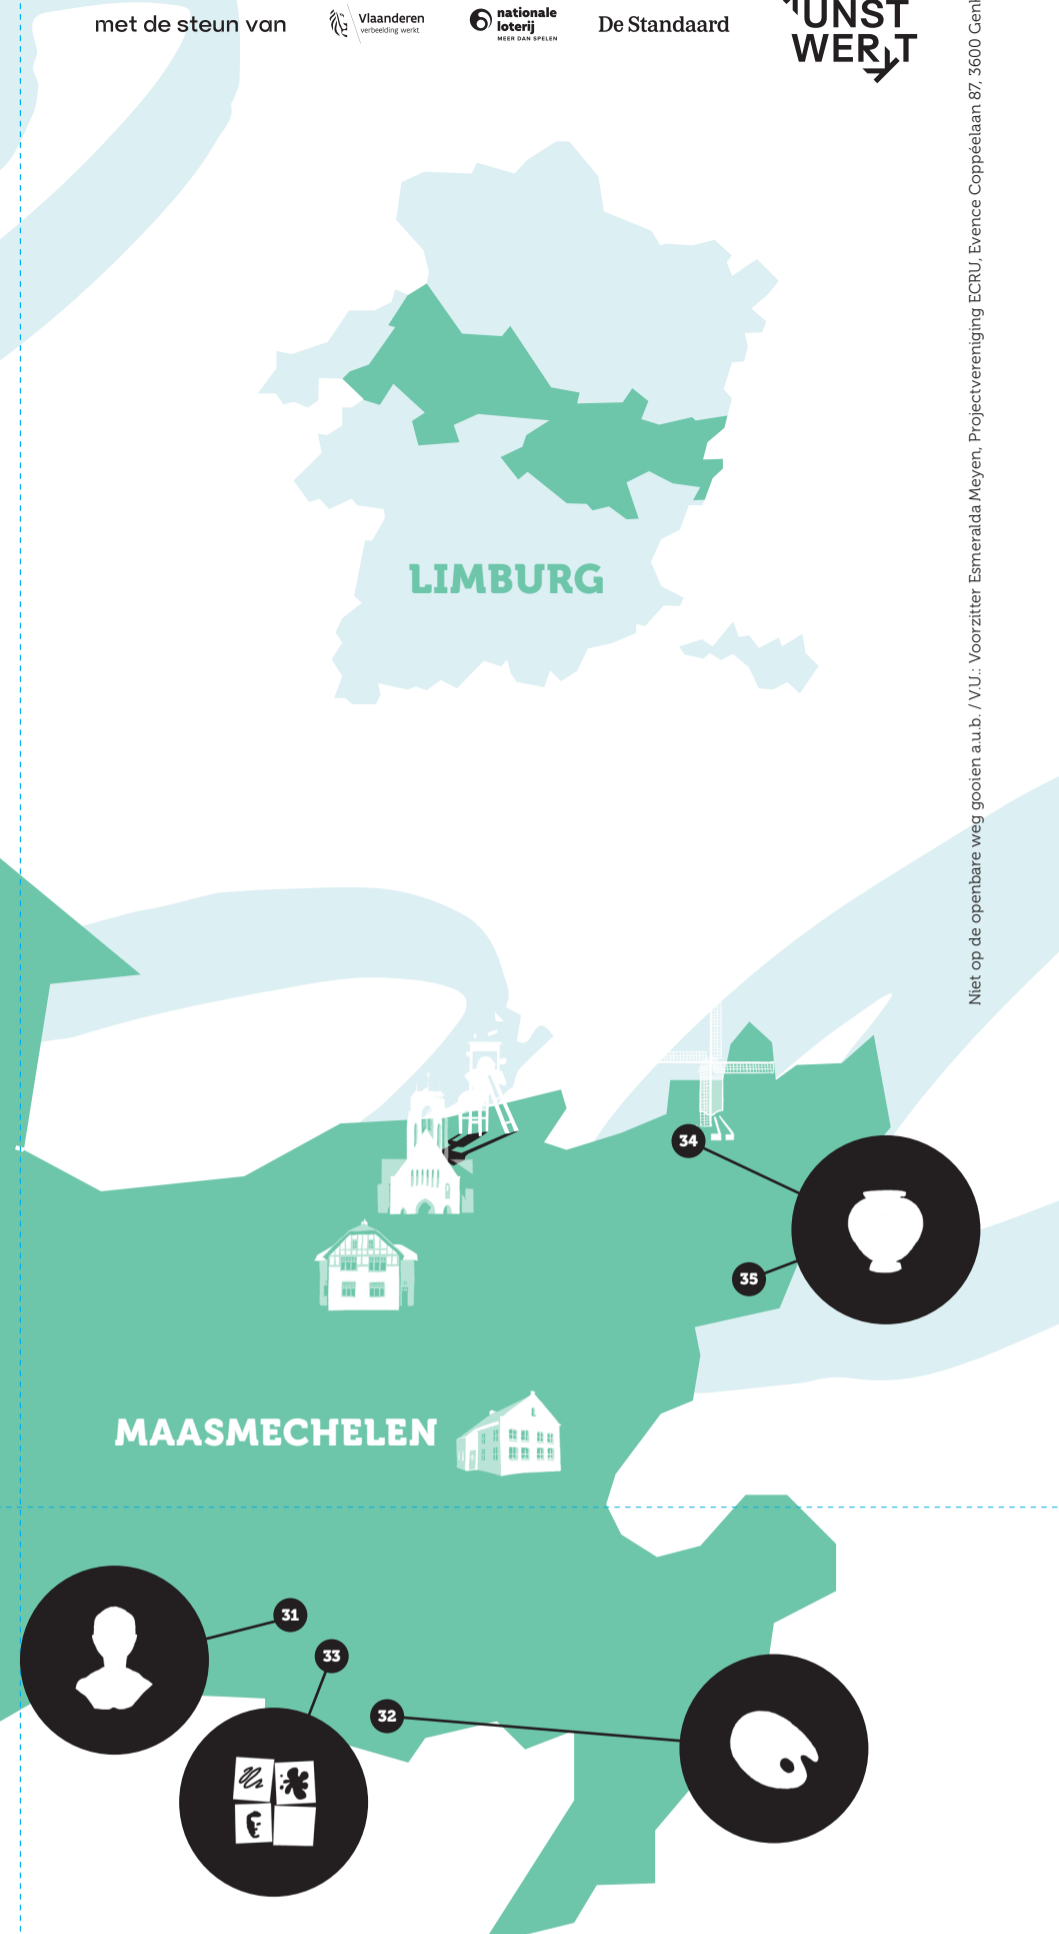 met de steun van
Vlaanderen
verbeelding werkt
nationale
loterij
MEER DAN SPELEN
De Standaard
UNST
WERKT
Niet op de openbare weg gooien a.u.b. / V.U.: Voorzitter Esmeralda Meyen, Projectvereniging ECRU, Evence Coppéelaan 87, 3600 Genk
LIMBURG
34
35
MAASMECHELEN
31
33
32